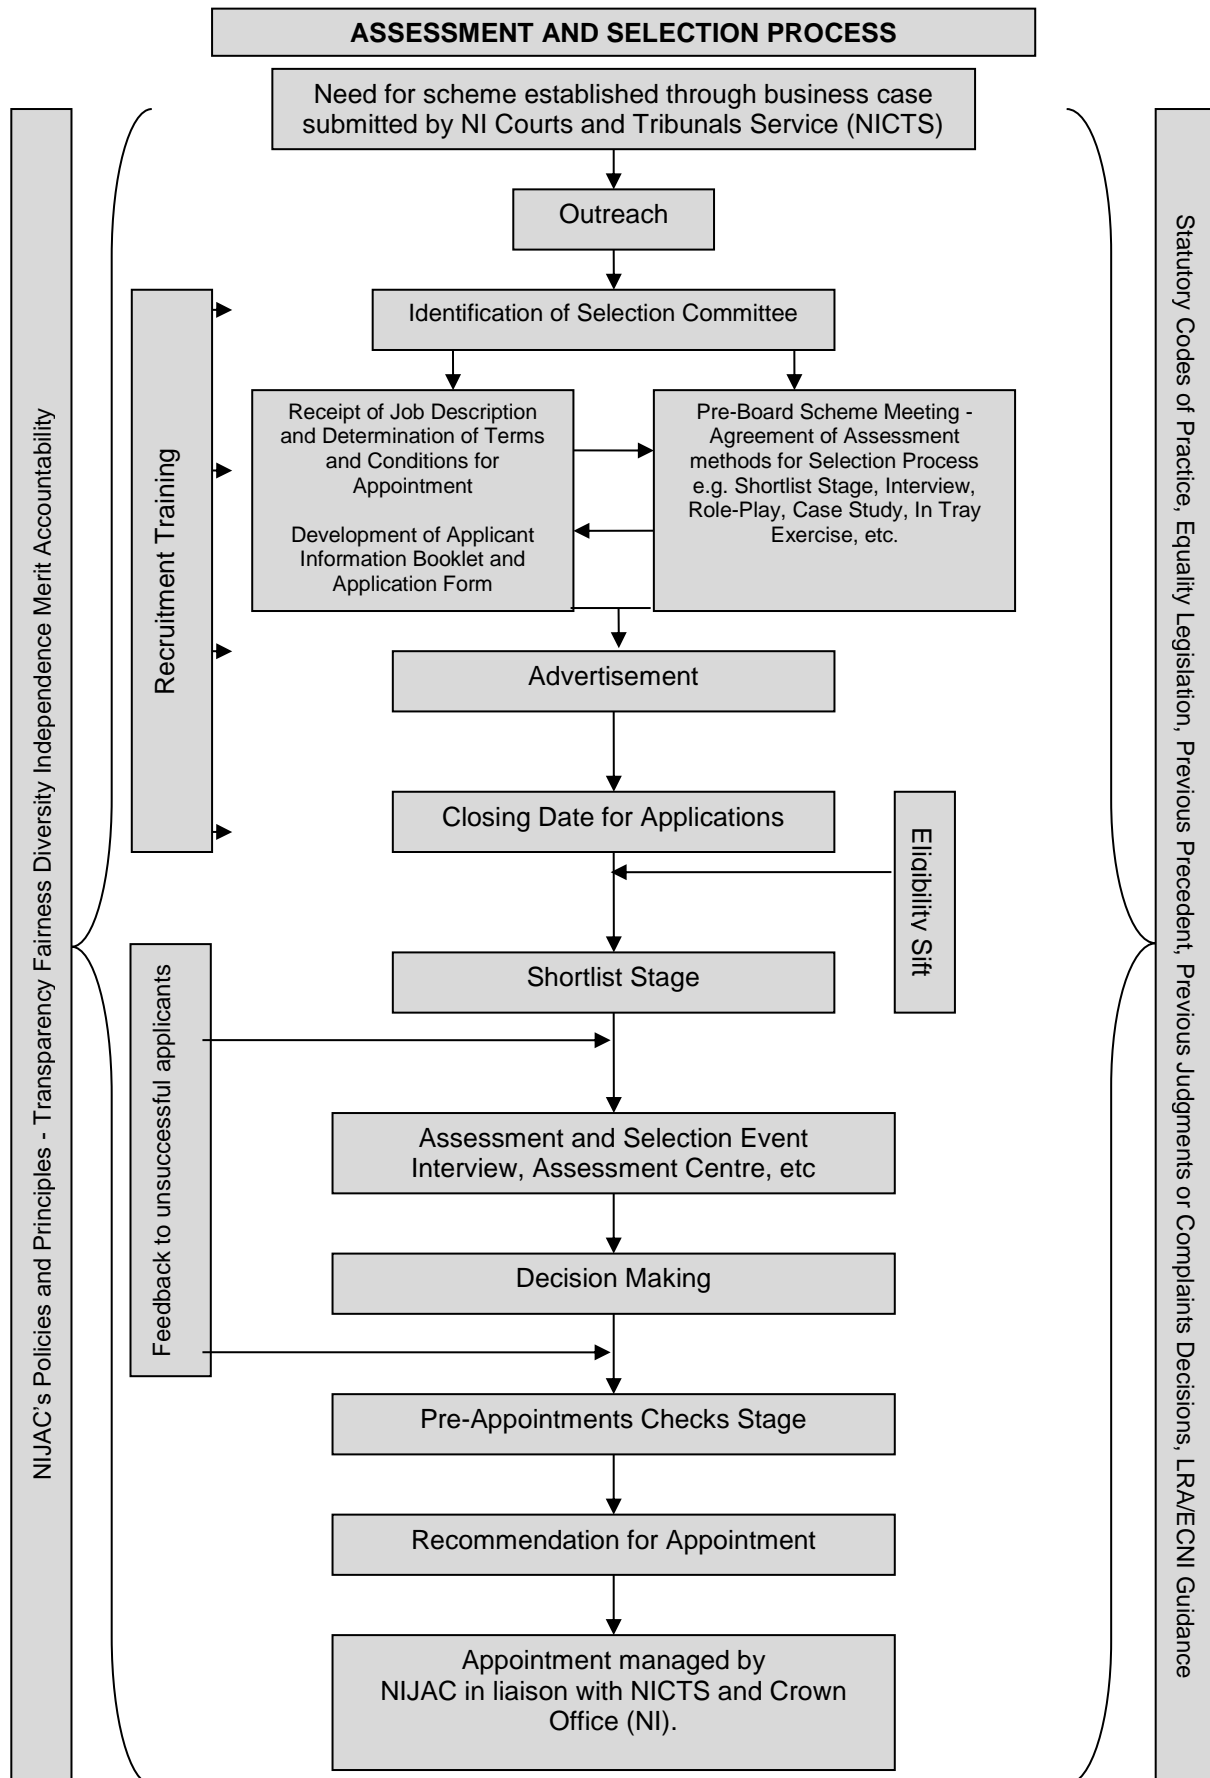 ASSESSMENT AND SELECTION PROCESS
Need for scheme established through business case
submitted by NI Courts and Tribunals Service (NICTS)
Outreach
Identification of Selection Committee
Receipt of Job Description
and Determination of Terms
and Conditions for
Appointment
Development of Applicant
Information Booklet and
Application Form
Pre-Board Scheme Meeting -
Agreement of Assessment
methods for Selection Process
e.g. Shortlist Stage, Interview,
Role-Play, Case Study, In Tray
Exercise, etc.
Recruitment Training
Advertisement
Closing Date for Applications
Eligibility Sift
Shortlist Stage
Feedback to unsuccessful applicants
Assessment and Selection Event
Interview, Assessment Centre, etc
Decision Making
Pre-Appointments Checks Stage
Recommendation for Appointment
Appointment managed by
NIJAC in liaison with NICTS and Crown
Office (NI).
NIJAC's Policies and Principles - Transparency Fairness Diversity Independence Merit Accountability
Statutory Codes of Practice, Equality Legislation, Previous Precedent, Previous Judgments or Complaints Decisions, LRA/ECNI Guidance